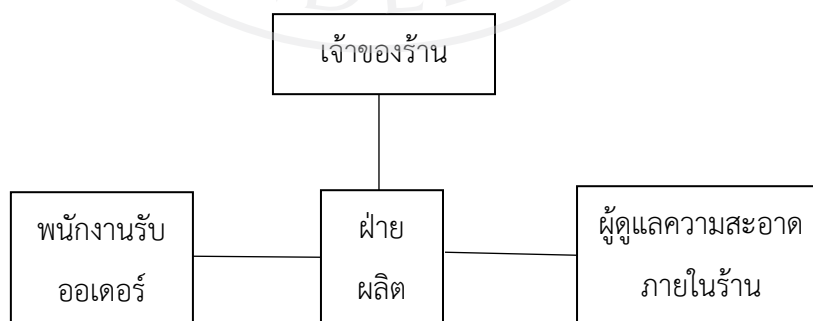 เจ้าของร้าน
พนักงานรับ
ออเดอร์
ฝ่าย
ผลิต
ผู้ดูแลความสะอาด
ภายในร้าน